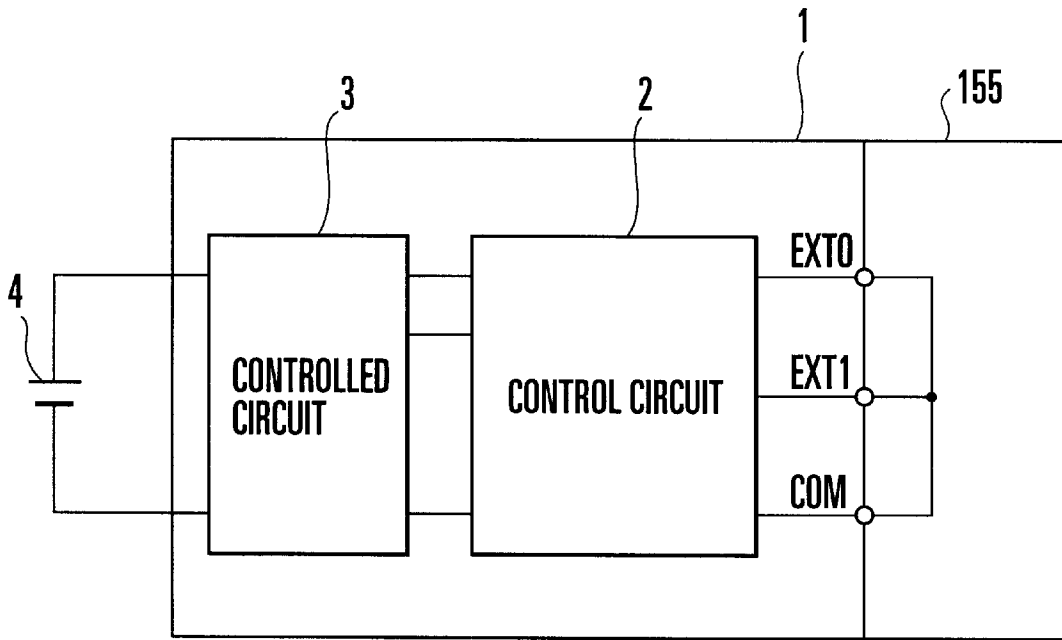 1
155
3
2
EXT0
4
EXT1
CONTROLLED
CIRCUIT
CONTROL CIRCUIT
COM